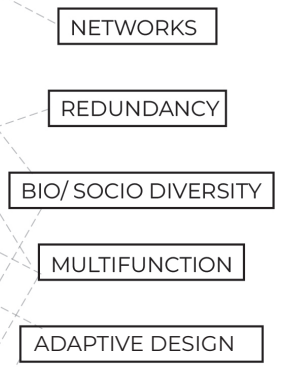 NETWORKS
REDUNDANCY
BIO/ SOCIO DIVERSITY
MULTIFUNCTION
ADAPTIVE DESIGN